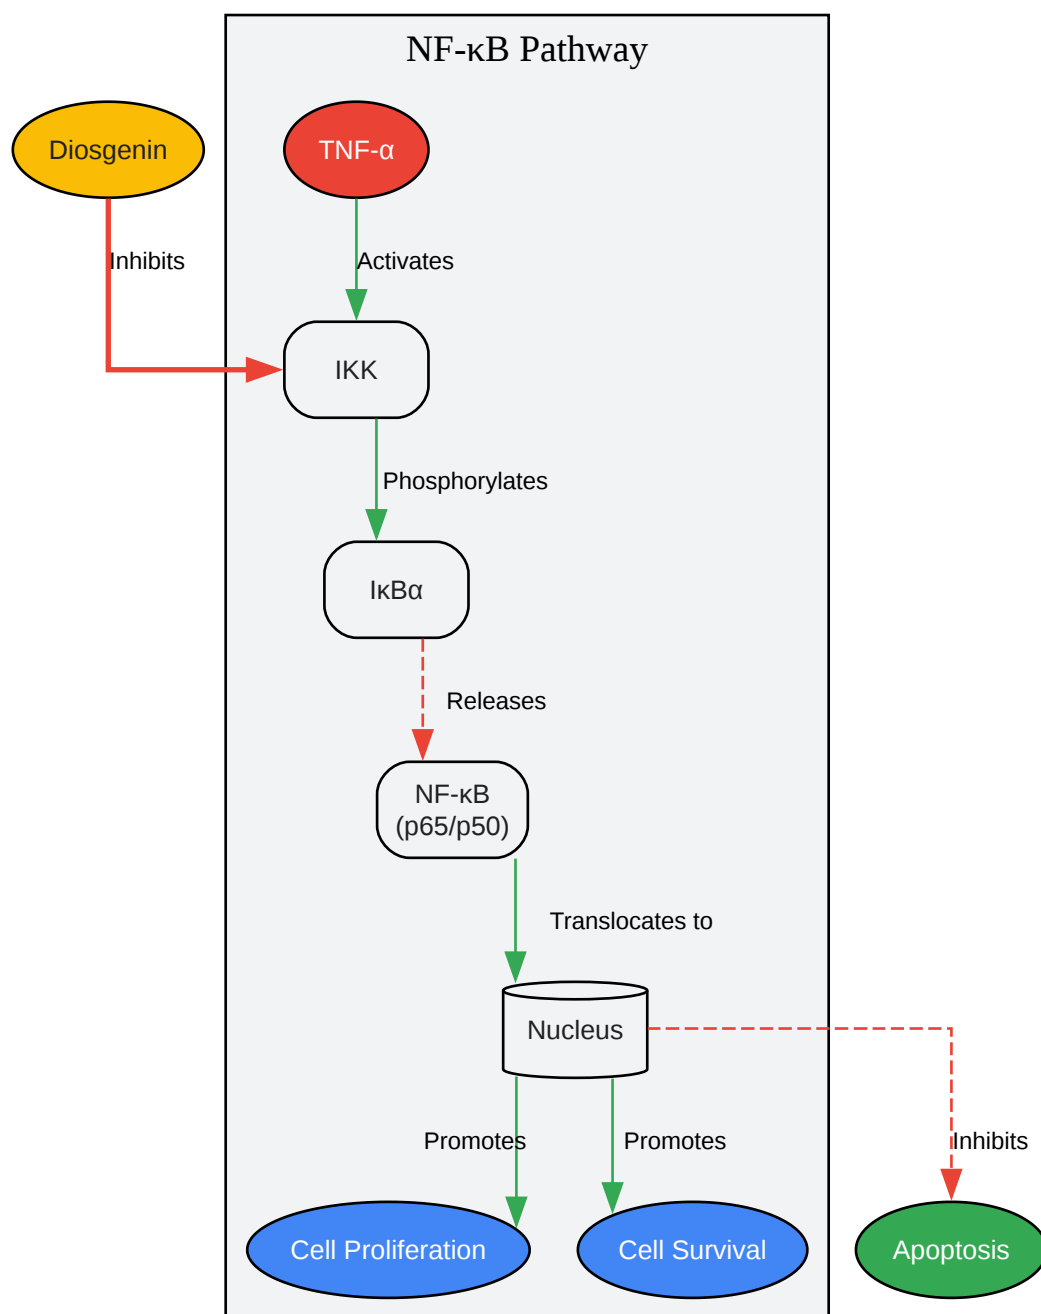 NF-κB Pathway
Diosgenin
TNF-α
Inhibits
Activates
IKK
Phosphorylates
IκBα
Releases
NF-κB
(p65/p50)
Translocates to
Nucleus
Promotes
Promotes
Inhibits
Cell Proliferation
Cell Survival
Apoptosis